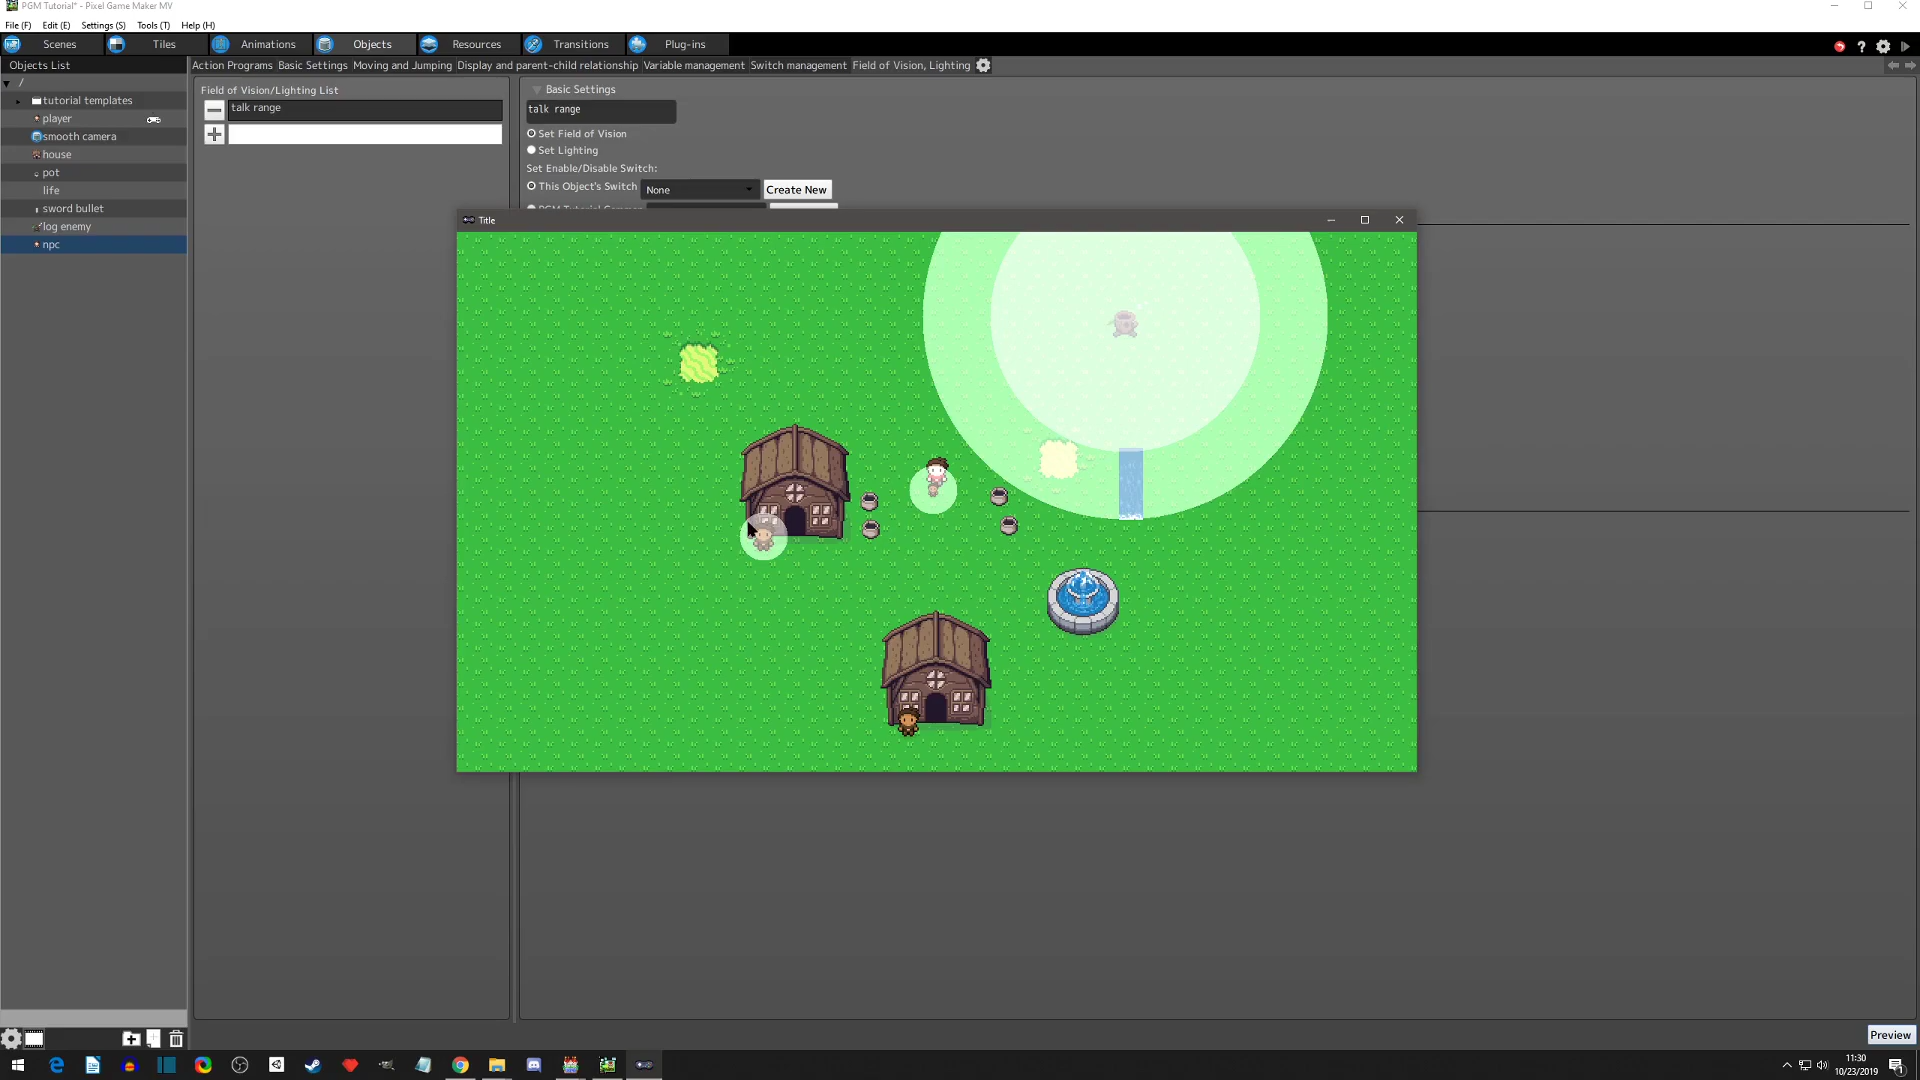 PGM Tutorial* - Pixel Game Maker MV
File (F) Edit (E) Settings (S) Tools (T) Help (H)
Scenes Tiles Animations Objects Resources Transitions Plug-ins
Objects List
Action Programs Basic Settings Moving and Jumping Display and parent-child relationship Variable management Switch management Field of Vision, Lighting
/
tutorial templates
player
smooth camera
house
pot
life
sword bullet
log enemy
npc
Field of Vision/Lighting List
talk range
Basic Settings
talk range
Set Field of Vision
Set Lighting
Set Enable/Disable Switch:
This Object's Switch None Create New
Title
Preview
11:30
10/23/2019